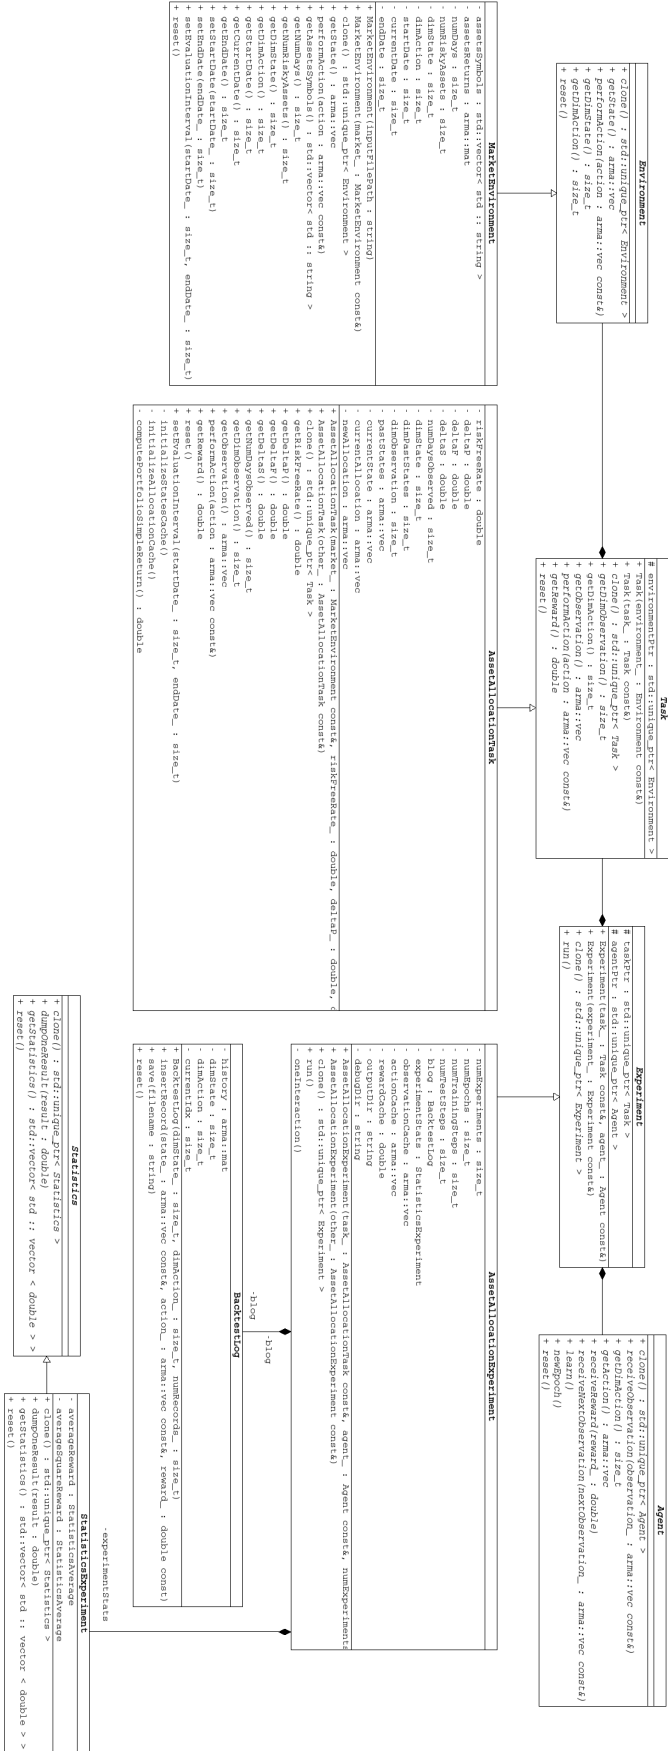 Environment
+ clone() : std::unique_ptr< Environment >
+ getState() : arma::vec
+ performAction(action : arma::vec const&)
+ getDimState() : size_t
+ getDimAction() : size_t
+ reset()
Task
# environmentPtr : std::unique_ptr< Environment >
+ Task(environment_ : Environment const&)
+ Task(task_ : Task const&)
+ clone() : std::unique_ptr< Task >
+ getDimObservation() : size_t
+ getDimAction() : size_t
+ getObservation() : arma::vec
+ performAction(action : arma::vec const&)
+ getReward() : double
+ reset()
Experiment
# taskPtr : std::unique_ptr< Task >
# agentPtr : std::unique_ptr< Agent >
+ Experiment(task_ : Task const&, agent_ : Agent const&)
+ Experiment(experiment_ : Experiment const&)
+ clone() : std::unique_ptr< Experiment >
+ run()
Agent
+ clone() : std::unique_ptr< Agent >
+ receiveObservation(observation_ : arma::vec const&)
+ getDimAction() : size_t
+ getAction() : arma::vec
+ receiveReward(reward_ : double)
+ receiveNextObservation(nextObservation_ : arma::vec const&)
+ learn()
+ newEpoch()
+ reset()
MarketEnvironment
- assetsSymbols : std::vector< std :: string >
- assetsReturns : arma::mat
- numDays : size_t
- numRiskyAssets : size_t
- dimState : size_t
- dimAction : size_t
- startDate : size_t
- currentDate : size_t
- endDate : size_t
+ MarketEnvironment(inputFilePath : string)
+ MarketEnvironment(market_ : MarketEnvironment const&)
+ clone() : std::unique_ptr< Environment >
+ getState() : arma::vec
+ performAction(action : arma::vec const&)
+ getAssetsSymbols() : std::vector< std :: string >
+ getNumDays() : size_t
+ getNumRiskyAssets() : size_t
+ getDimState() : size_t
+ getDimAction() : size_t
+ getStartDate() : size_t
+ getCurrentDate() : size_t
+ getEndDate() : size_t
+ setStartDate(startDate_ : size_t)
+ setEndDate(endDate_ : size_t)
+ setEvaluationInterval(startDate_ : size_t, endDate_ : size_t)
+ reset()
AssetAllocationTask
- riskFreeRate : double
- deltaP : double
- deltaF : double
- deltaS : double
- numDaysObserved : size_t
- dimState : size_t
- dimPastStates : size_t
- dimObservation : size_t
- pastStates : arma::vec
- currentState : arma::vec
- currentAllocation : arma::vec
- newAllocation : arma::vec
+ AssetAllocationTask(market_ : MarketEnvironment const&, riskFreeRate_ : double, deltaP_ : double, d
+ AssetAllocationTask(other_ : AssetAllocationTask const&)
+ clone() : std::unique_ptr< Task >
+ getRiskFreeRate() : double
+ getDeltaP() : double
+ getDeltaF() : double
+ getDeltaS() : double
+ getNumDaysObserved() : size_t
+ getDimObservation() : size_t
+ getObservation() : arma::vec
+ performAction(action : arma::vec const&)
+ getReward() : double
+ reset()
+ setEvaluationInterval(startDate_ : size_t, endDate_ : size_t)
- initializeStatesCache()
- initializeAllocationCache()
- computePortfolioSimpleReturn() : double
AssetAllocationExperiment
- numExperiments : size_t
- numEpochs : size_t
- numTrainingSteps : size_t
- numTestSteps : size_t
- blog : BacktestLog
- experimentStats : StatisticsExperiment
- observationCache : arma::vec
- actionCache : arma::vec
- rewardCache : double
- outputDir : string
- debugDir : string
+ AssetAllocationExperiment(task_ : AssetAllocationTask const&, agent_ : Agent const&, numExperiments
+ AssetAllocationExperiment(other_ : AssetAllocationExperiment const&)
+ clone() : std::unique_ptr< Experiment >
+ run()
- oneInteraction()
-blog
-blog
BacktestLog
- history : arma::mat
- dimState : size_t
- dimAction : size_t
- currentIdx : size_t
+ BacktestLog(dimState_ : size_t, dimAction_ : size_t, numRecords_ : size_t)
+ insertRecord(state_ : arma::vec const&, action_ : arma::vec const&, reward_ : double const)
+ save(filename : string)
+ reset()
-experimentStats
Statistics
+ clone() : std::unique_ptr< Statistics >
+ dumpOneResult(result : double)
+ getStatistics() : std::vector< std :: vector < double > >
+ reset()
StatisticsExperiment
- averageReward : StatisticsAverage
- averageSquareReward : StatisticsAverage
+ clone() : std::unique_ptr< Statistics >
+ dumpOneResult(result : double)
+ getStatistics() : std::vector< std :: vector < double > >
+ reset()